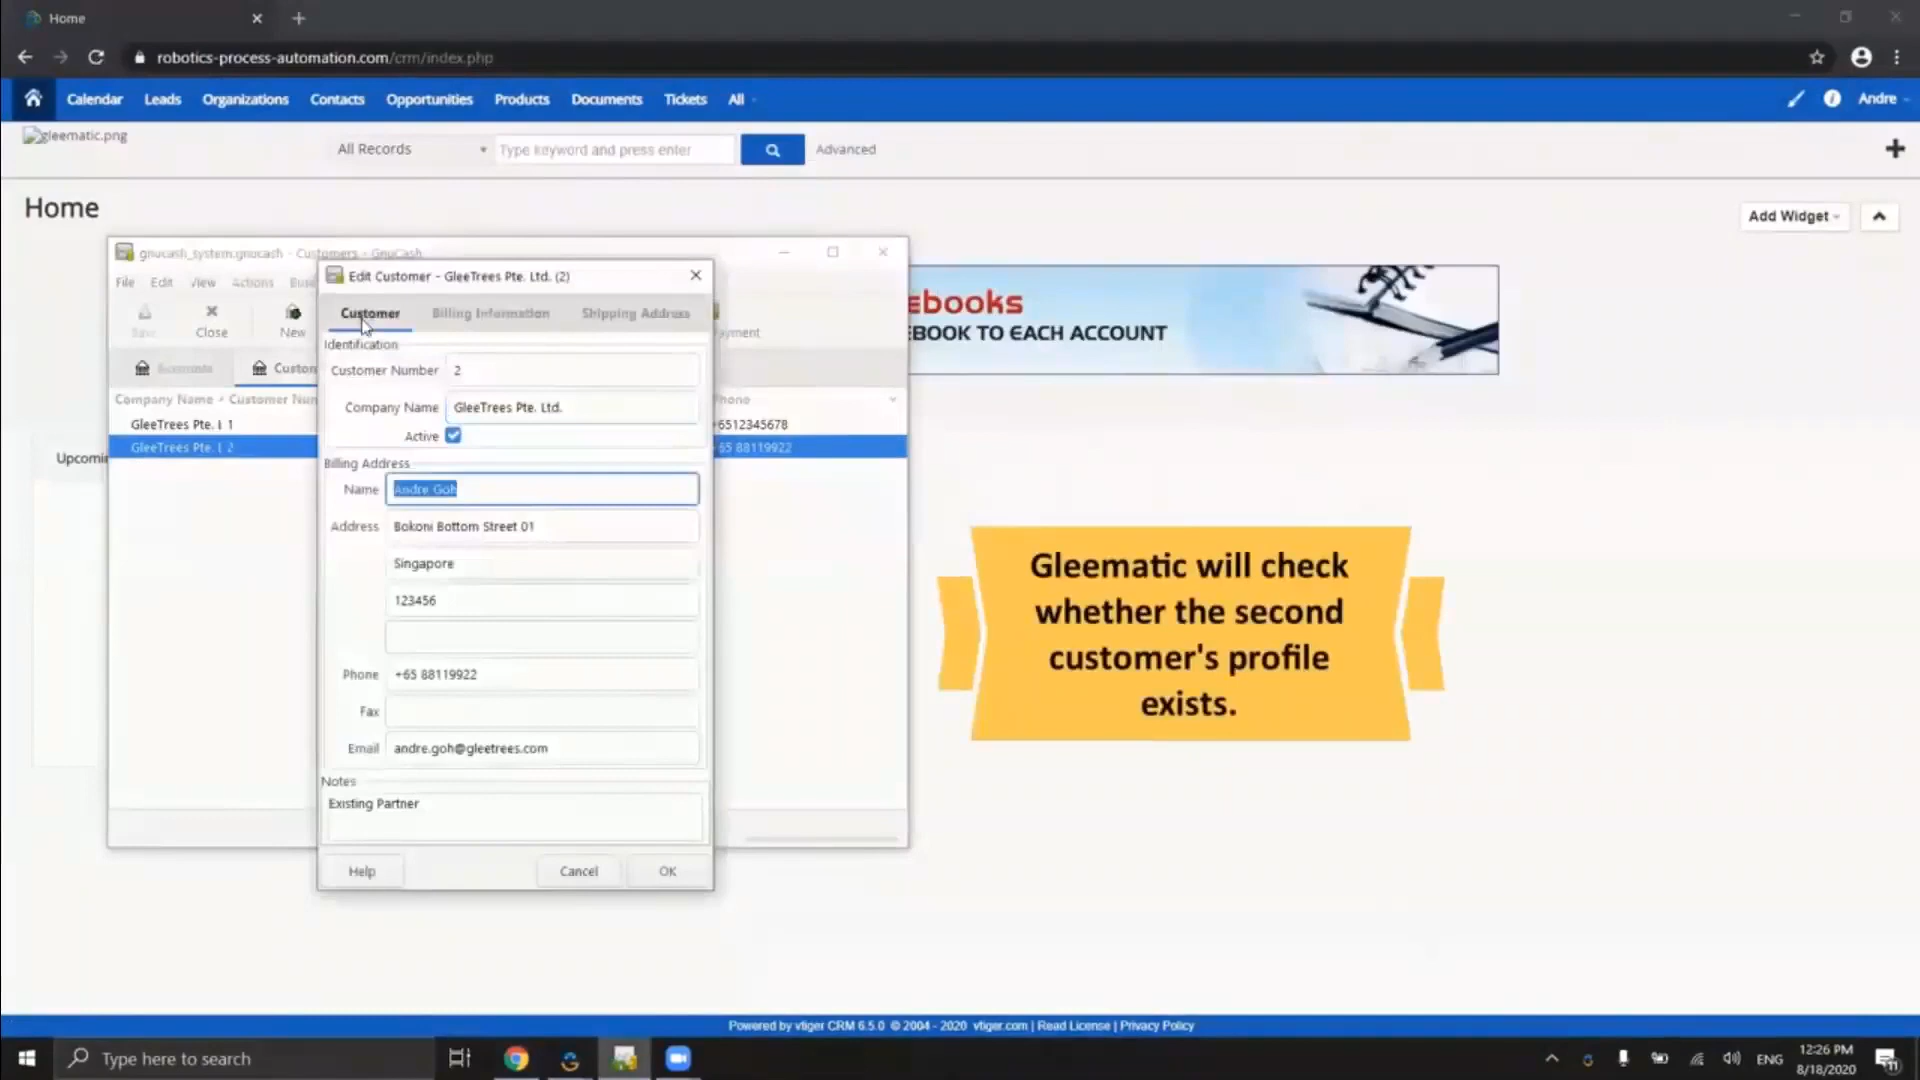 Home
robotics-process-automation.com/crm/index.php
Calendar Leads Organizations Contacts Opportunities Products Documents Tickets All
Andre
gleematic.png
All Records
Type keyword and press enter
Advanced
Home
Add Widget
gnucash_system.gnucash - Customers - GnuCash
File Edit View Actions
Save Close New
Accounts
Company Name Customer
GleeTrees Pte. 1
GleeTrees Pte. 2
Upcomin
+6512345678
65 88119922
Edit Customer - GleeTrees Pte. Ltd. (2)
Customer Billing Information Shipping Address
Identification
Customer Number 2
Company Name GleeTrees Pte. Ltd.
Active
Billing Address
Name Andre Goh
Address Bokoni Bottom Street 01
Singapore
123456
Phone +65 88119922
Fax
Email andre.goh@gleetrees.com
Notes
Existing Partner
Help Cancel OK
ebooks
EBOOK TO EACH ACCOUNT
Gleematic will check
whether the second
customer's profile
exists.
Powered by vtiger CRM 6.5.0 © 2004 - 2020 vtiger.com | Read License | Privacy Policy
Type here to search
ENG
12:26 PM
8/18/2020